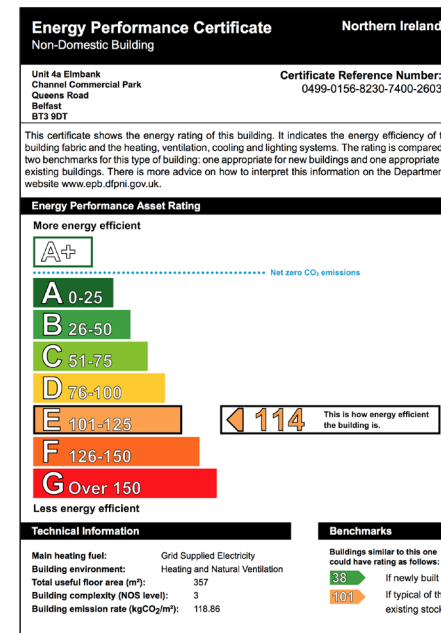 Energy Performance Certificate
Northern Ireland
Non-Domestic Building
Unit 4a Elmbank
Channel Commercial Park
Queens Road
Belfast
BT3 9DT
Certificate Reference Number:
0499-0156-8230-7400-2603
This certificate shows the energy rating of this building. It indicates the energy efficiency of
building fabric and the heating, ventilation, cooling and lighting systems. The rating is compared
two benchmarks for this type of building: one appropriate for new buildings and one appropriate
existing buildings. There is more advice on how to interpret this information on the
website www.epb.dfpni.gov.uk.
Energy Performance Asset Rating
More energy efficient
A+
Net zero CO₂ emissions
A 0-25
B 26-50
C 51-75
D 76-100
E 101-125
114
This is how energy efficient
the building is.
F 126-150
G Over 150
Less energy efficient
Technical Information
Main heating fuel: Grid Supplied Electricity
Building environment: Heating and Natural Ventilation
Total useful floor area (m²): 357
Building complexity (NOS level): 3
Building emission rate (kgCO₂/m²): 118.86
Benchmarks
Buildings similar to this one
could have rating as follows:
38 If newly built
101 If typical of
existing stock